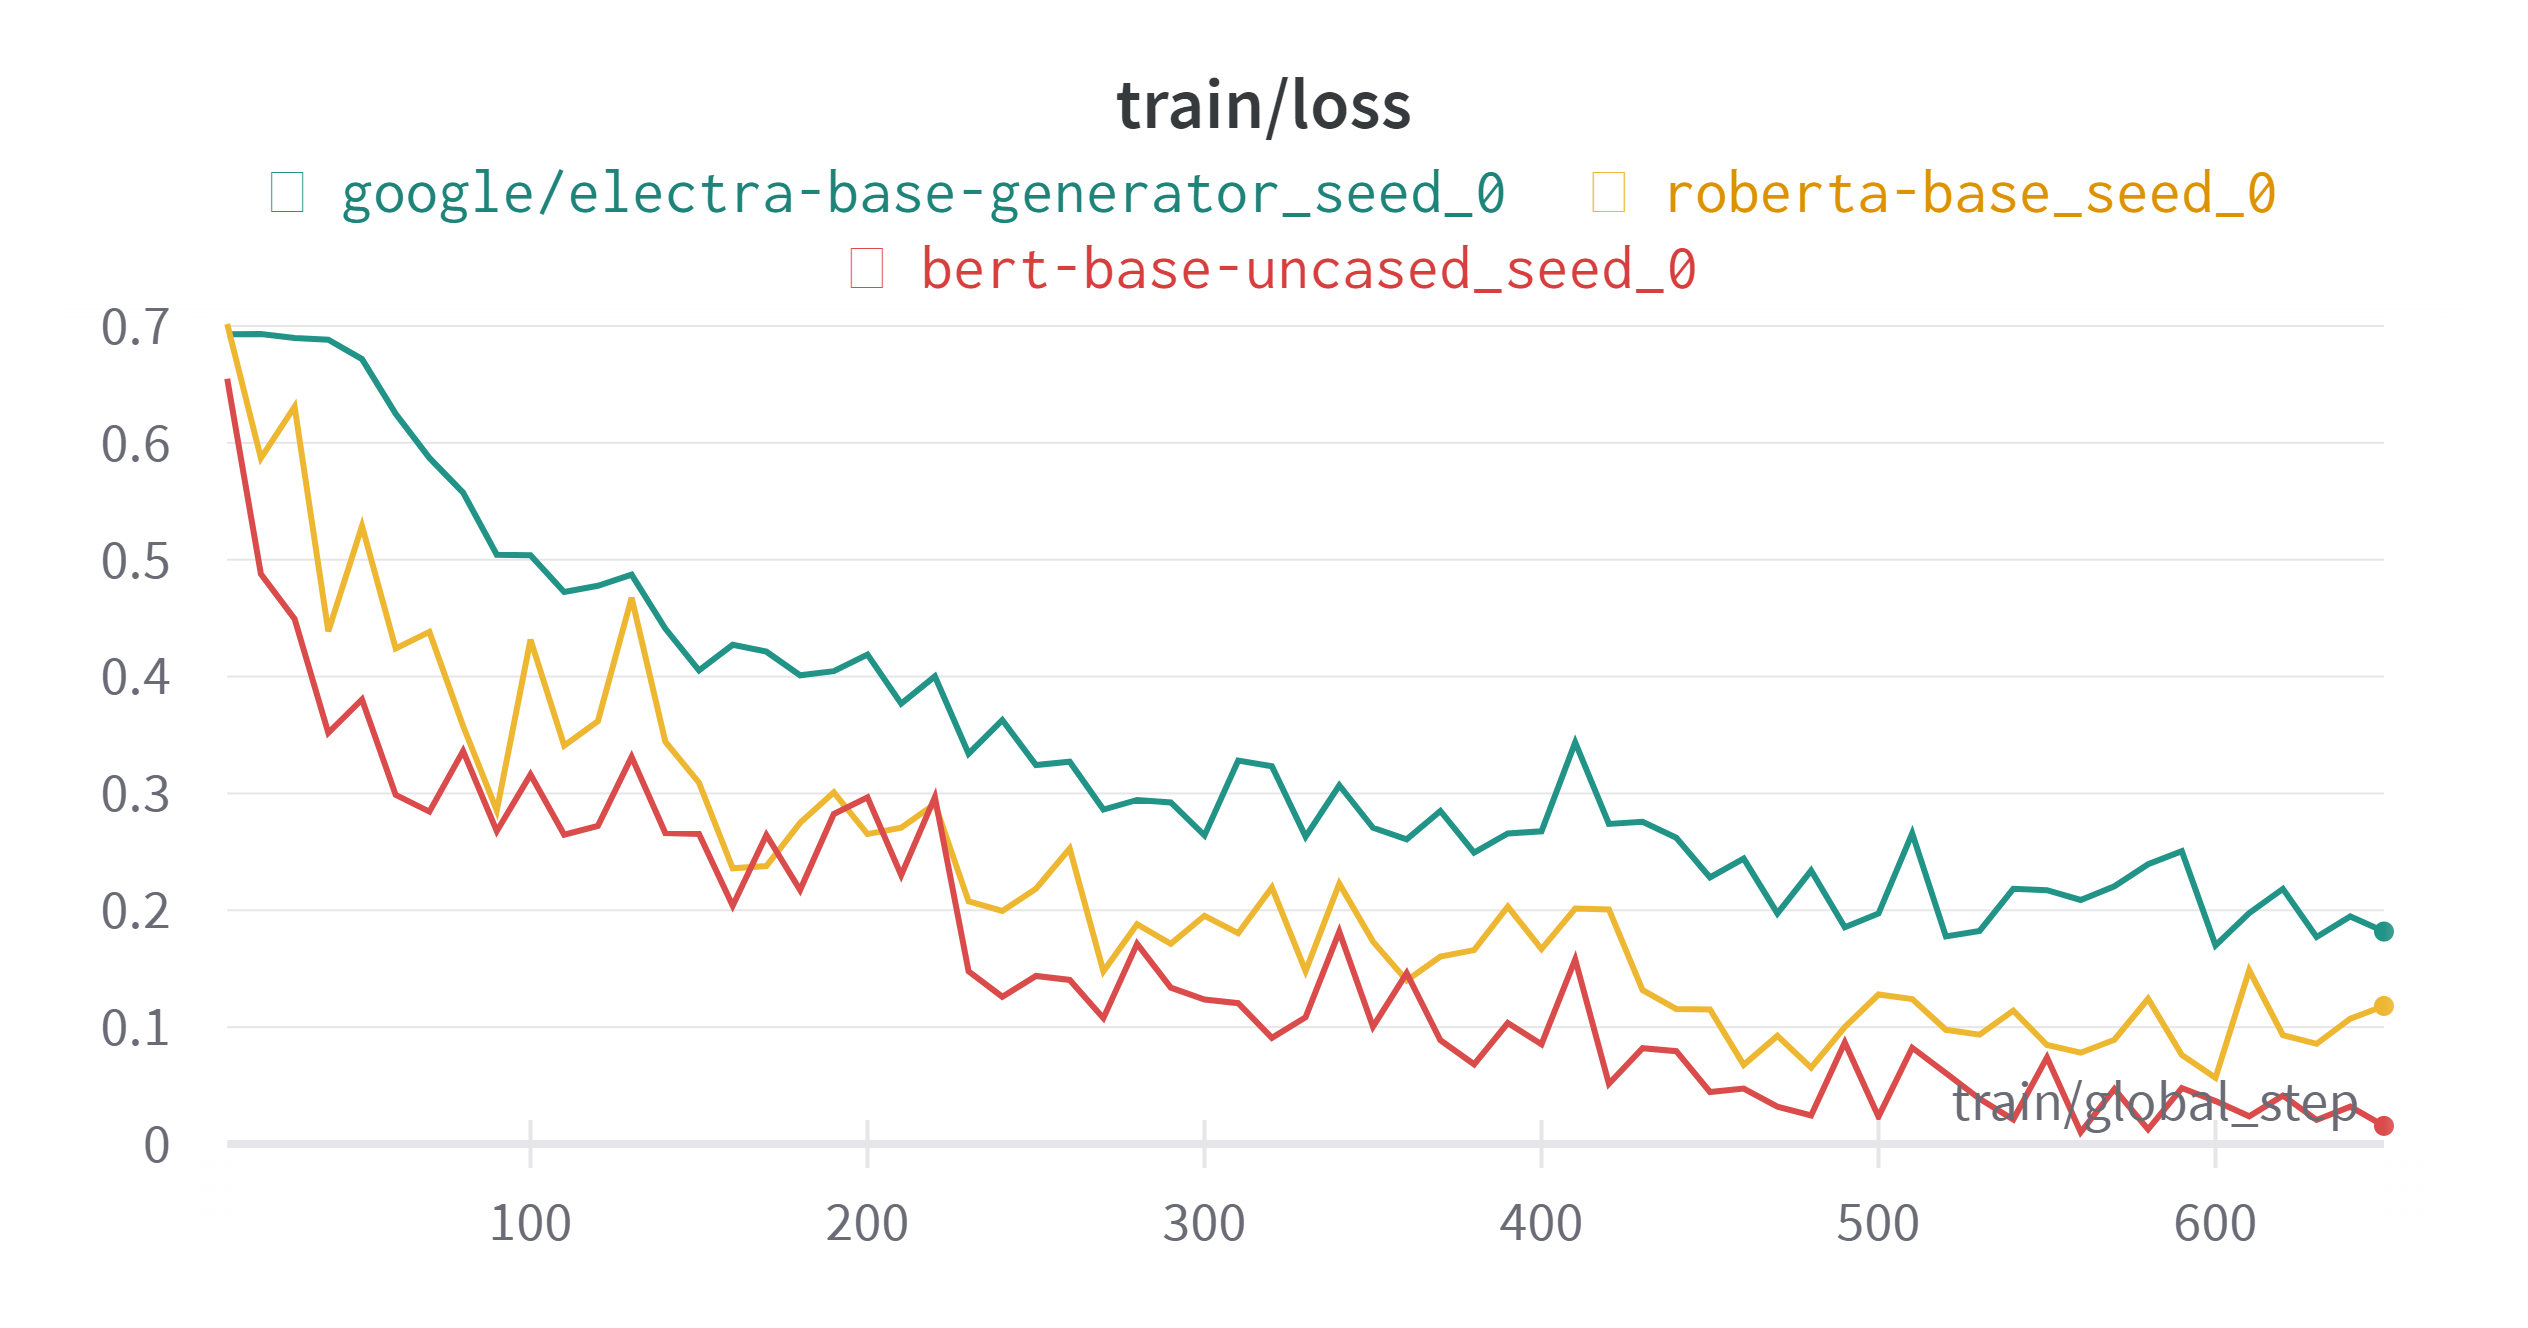 train/loss
google/electra-base-generator_seed_0 roberta-base_seed_0
bert-base-uncased_seed_0
0.7
0.6
0.5
0.4
0.3
0.2
0.1
0
train/global_step
100 200 300 400 500 600